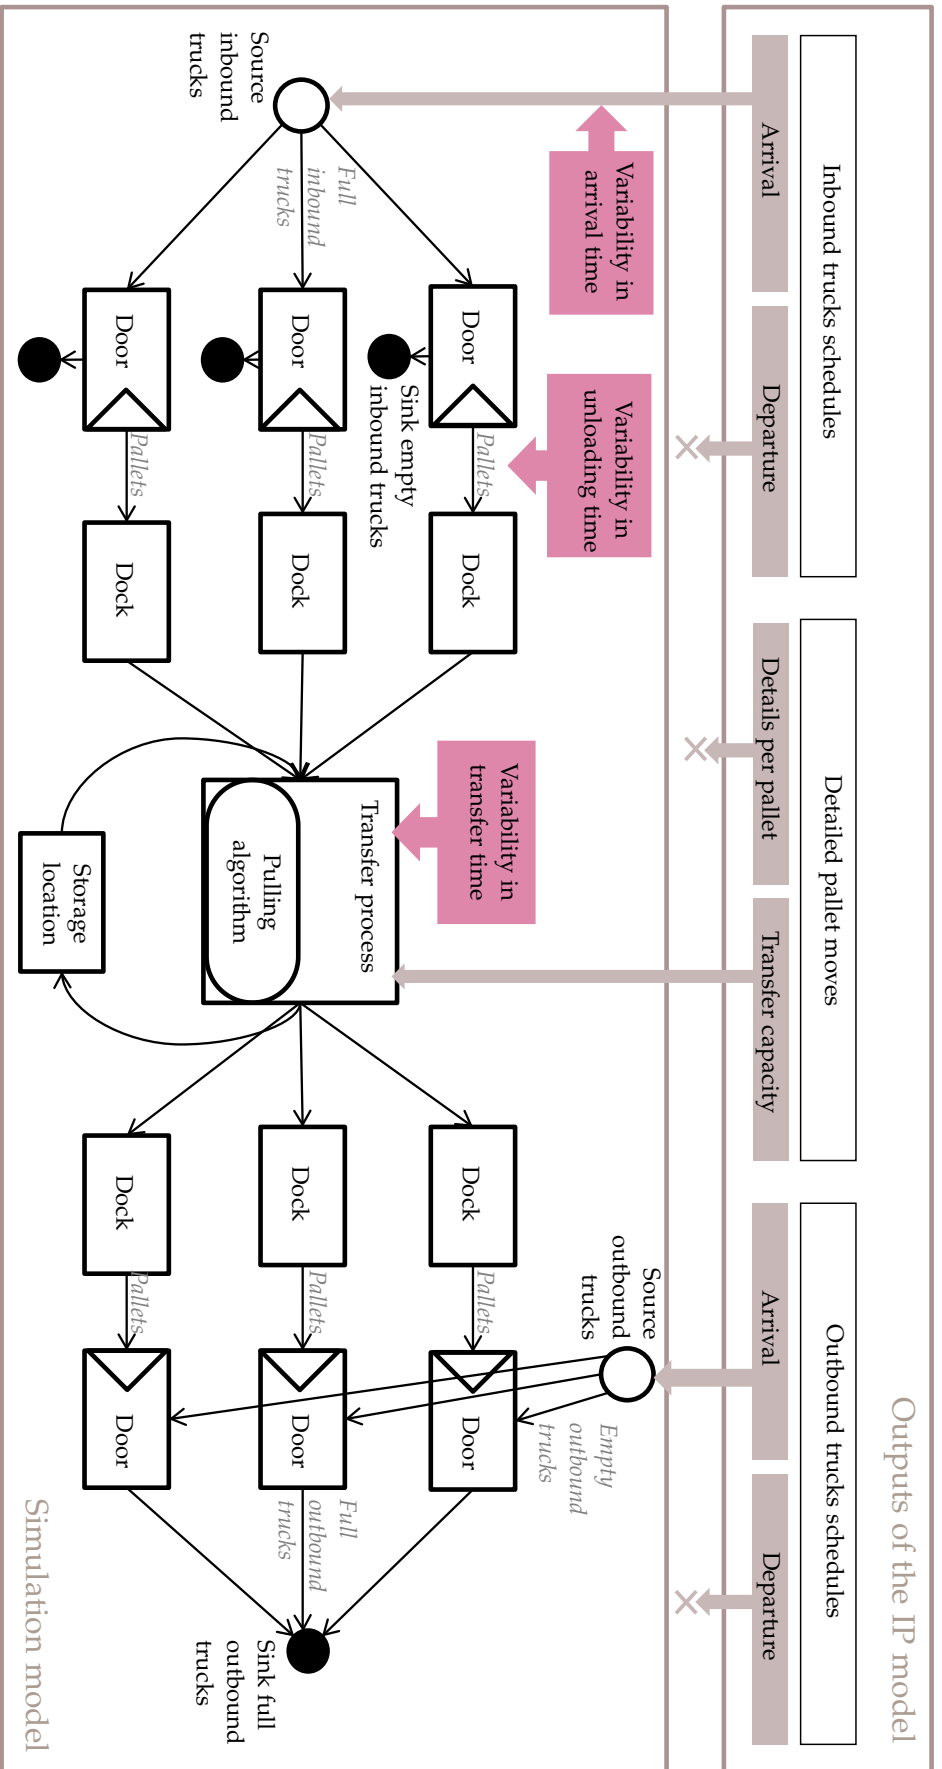 Outputs of the IP model
Inbound trucks schedules
Detailed pallet moves
Outbound trucks schedules
Arrival
Departure
Details per pallet
Transfer capacity
Arrival
Departure
Variability in
arrival time
Variability in
unloading time
Variability in
transfer time
Source
outbound
trucks
Empty
outbound
trucks
Source
inbound
trucks
Full
inbound
trucks
Door
Pallets
Dock
Sink empty
inbound trucks
Door
Pallets
Dock
Door
Pallets
Dock
Transfer process
Pulling
algorithm
Storage
location
Dock
Pallets
Door
Dock
Pallets
Door
Dock
Pallets
Door
Full
outbound
trucks
Sink full
outbound
trucks
Simulation model